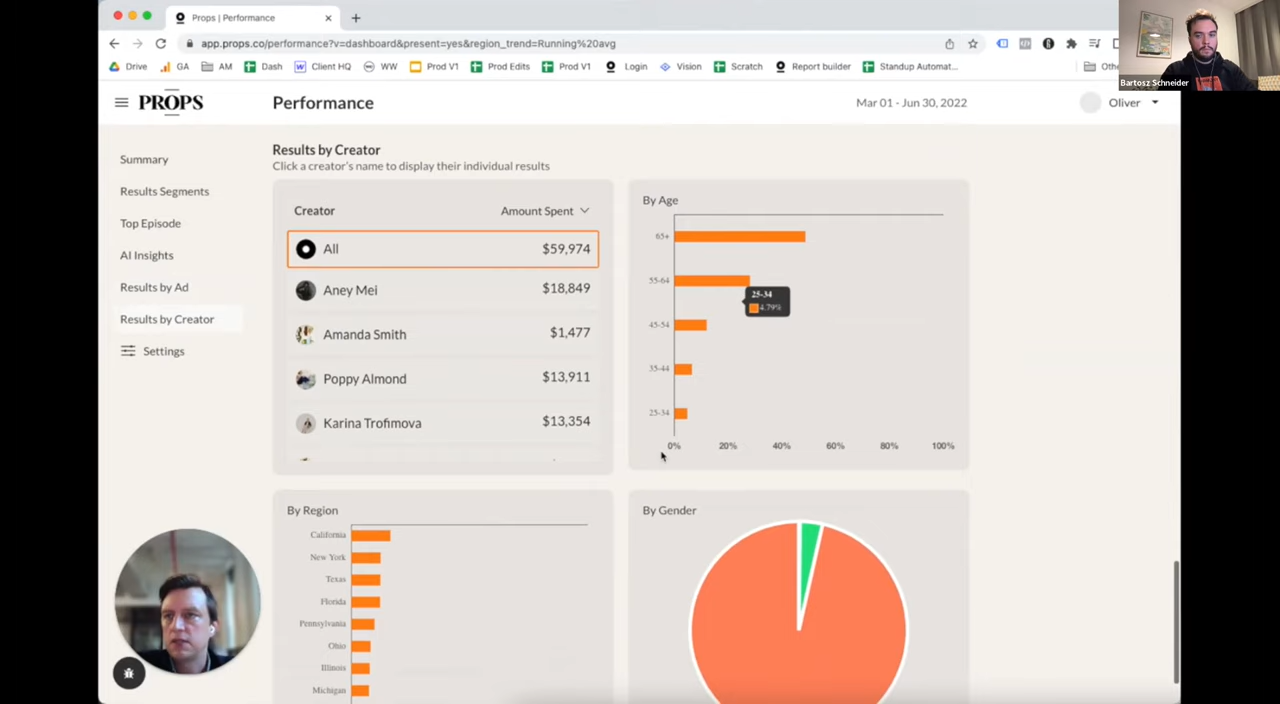 Props | Performance
app.props.co/performance?v=dashboard&present=yes&region_trend=Running%20avg
Drive GA AM Dash Client HQ WW Prod V1 Prod Edits Prod V1 Login Vision Scratch Report builder Standup Automat... Othe
Bartosz Schneider
PROPS
Performance
Mar 01 - Jun 30, 2022
Oliver
Summary
Results Segments
Top Episode
AI Insights
Results by Ad
Results by Creator
Settings
Results by Creator
Click a creator's name to display their individual results
Creator Amount Spent
All $59,974
Aney Mei $18,849
Amanda Smith $1,477
Poppy Almond $13,911
Karina Trofimova $13,354
By Age
65+
55-64
25-34
4.79%
45-54
35-44
25-34
0% 20% 40% 60% 80% 100%
By Region
California
New York
Texas
Florida
Pennsylvania
Ohio
Illinois
Michigan
By Gender